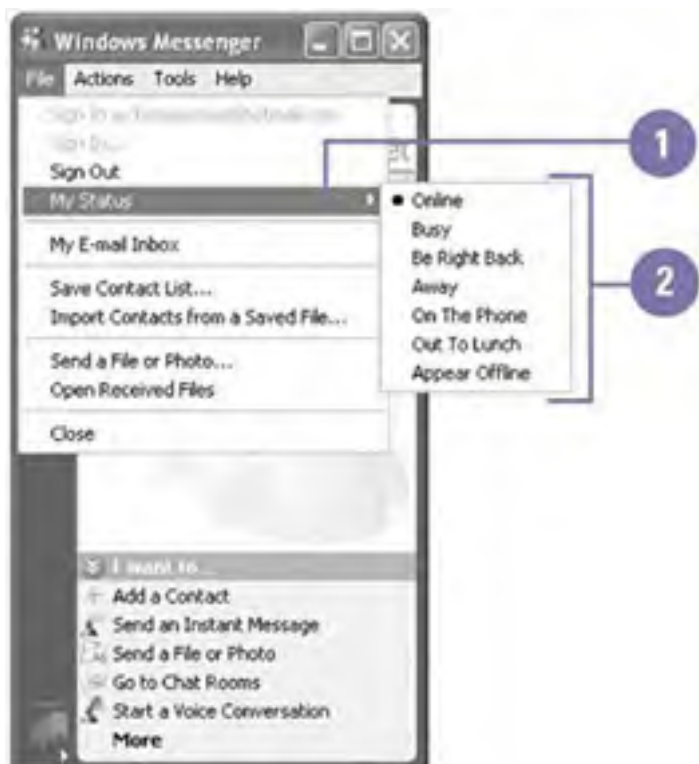 Windows Messenger
File Actions Tools Help
Sign In...
Sign Out
My Status
1
Online
Busy
Be Right Back
Away
On The Phone
Out To Lunch
Appear Offline
2
My E-mail Inbox
Save Contact List...
Import Contacts from a Saved File...
Send a File or Photo...
Open Received Files
Close
I want to...
Add a Contact
Send an Instant Message
Send a File or Photo
Go to Chat Rooms
Start a Voice Conversation
More